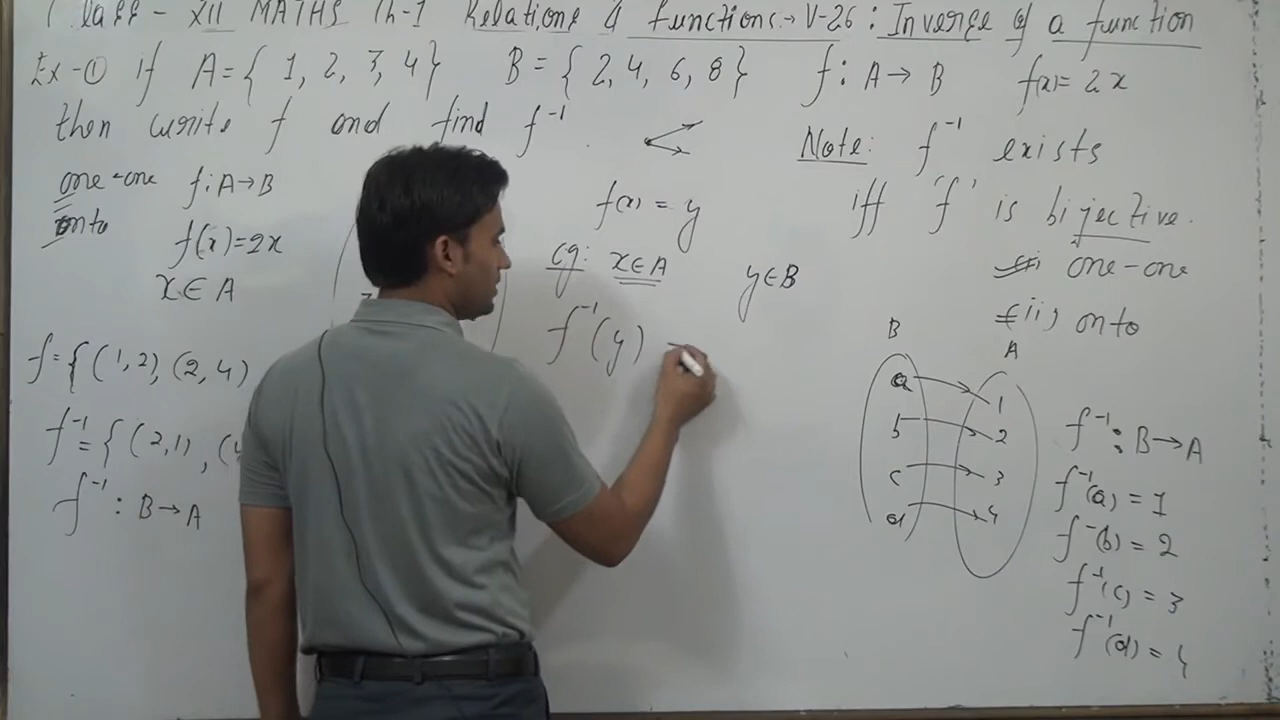 Class - XII MATHS Ch-1 Relations & functions:→ V-26 : Inverse of a function
Ex-① if A = { 1, 2, 3, 4} B = { 2, 4, 6, 8} f : A → B f(x) = 2x
then write f and find f⁻¹
Note: f⁻¹ exists
iff 'f' is bijective.
(i) one-one
(ii) onto
one-one f : A → B
onto
f(x) = 2x
x ∈ A
f = { (1, 2), (2, 4)
f⁻¹ = { (2, 1), (4
f⁻¹ : B → A
f(x) = y
cg: x ∈ A y ∈ B
f⁻¹(y)
B A
a 1
b 2
c 3
d 4
f⁻¹ : B → A
f⁻¹(a) = 1
f⁻¹(b) = 2
f⁻¹(c) = 3
f⁻¹(d) = 4